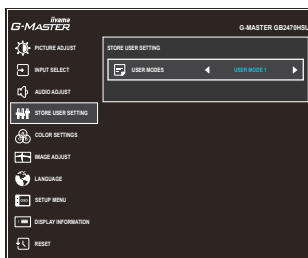 iiyama
G-MASTER
G-MASTER GB2470HSU
PICTURE ADJUST
INPUT SELECT
AUDIO ADJUST
STORE USER SETTING
COLOR SETTINGS
IMAGE ADJUST
LANGUAGE
SETUP MENU
DISPLAY INFORMATION
RESET
STORE USER SETTING
USER MODES
USER MODE 1